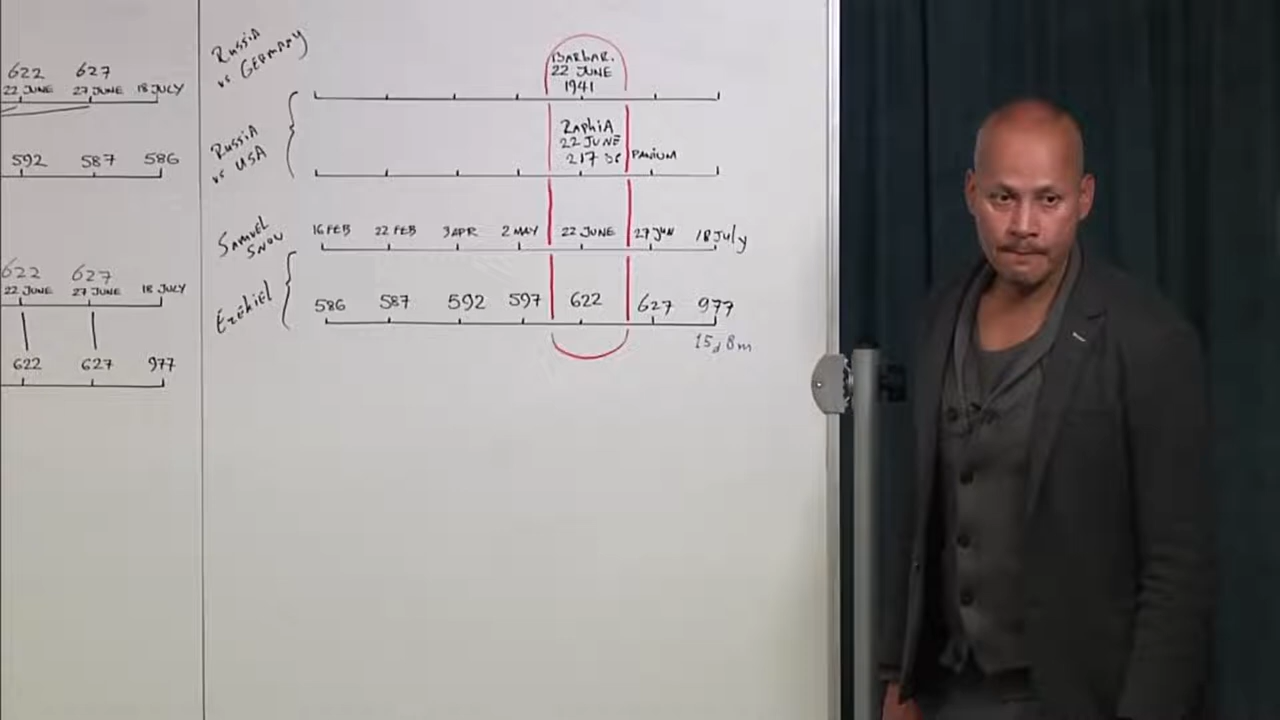 622 627
22 JUNE 27 JUNE 18 JULY
592 587 586
622 627
22 JUNE 27 JUNE 18 JULY
622 627 977
Russia
vs GERMANY
BARBAR.
22 JUNE
1941
Russia
vs USA
RAPhiA
22 JUNE
217 BC PANIUM
SAMUEL
SNOW
16 FEB 22 FEB 3 APR 2 MAY 22 JUNE 27 JUN 18 July
Ezekiel
586 587 592 597 622 627 977
15d 8m